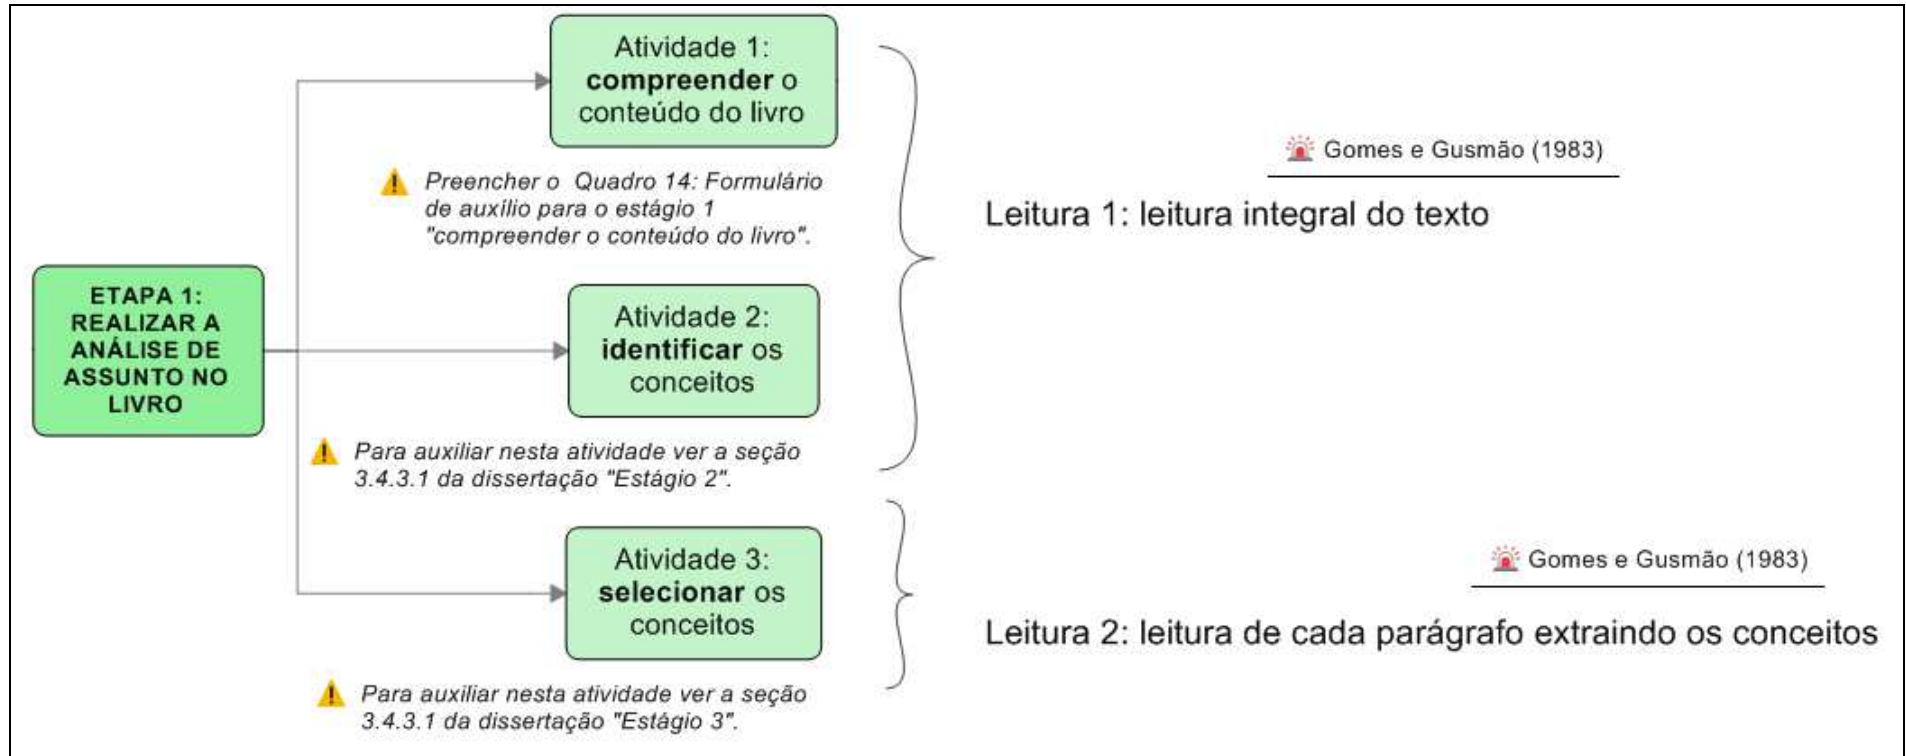 Atividade 1:
compreender o
conteúdo do livro
Preencher o Quadro 14: Formulário
de auxílio para o estágio 1
"compreender o conteúdo do livro".
Gomes e Gusmão (1983)
Leitura 1: leitura integral do texto
ETAPA 1:
REALIZAR A
ANÁLISE DE
ASSUNTO NO
LIVRO
Atividade 2:
identificar os
conceitos
Para auxiliar nesta atividade ver a seção
3.4.3.1 da dissertação "Estágio 2".
Atividade 3:
selecionar os
conceitos
Para auxiliar nesta atividade ver a seção
3.4.3.1 da dissertação "Estágio 3".
Gomes e Gusmão (1983)
Leitura 2: leitura de cada parágrafo extraindo os conceitos